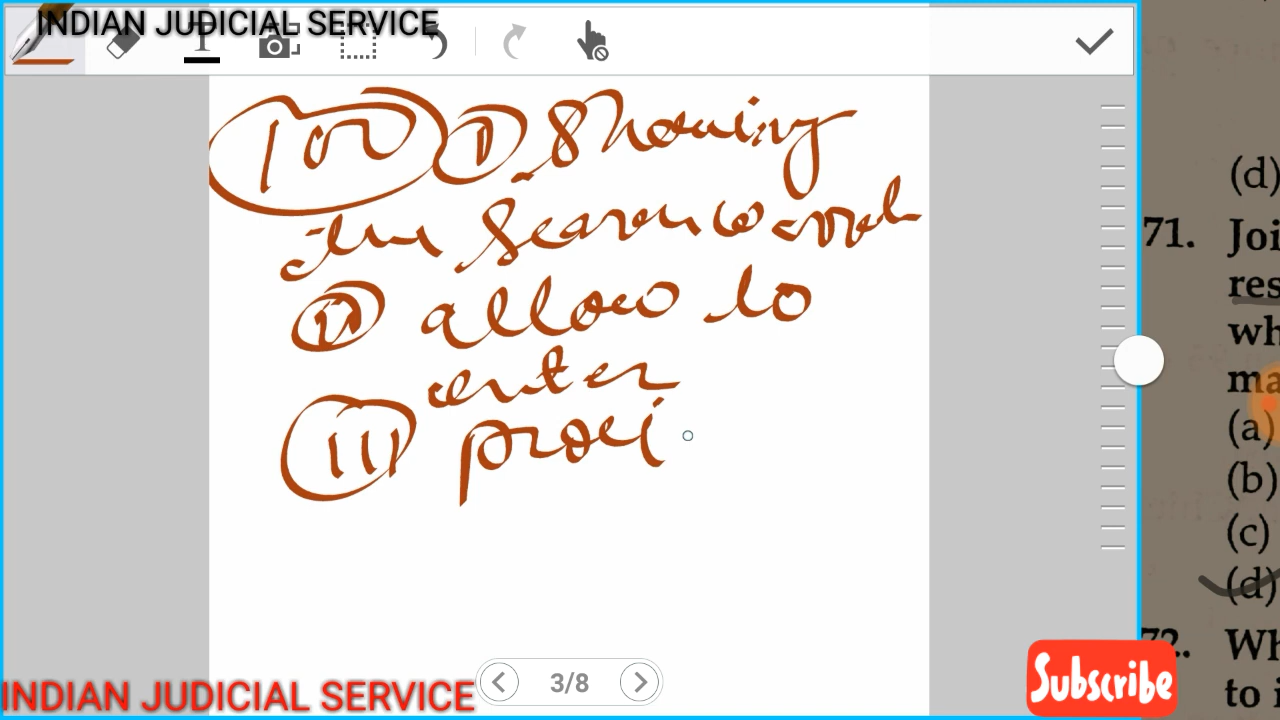 INDIAN JUDICIAL SERVICE
T
100 (i) Showing
the Search warrant
(ii) allow to
enter
(iii) provi
3/8
INDIAN JUDICIAL SERVICE
(d)
71. Joi
res
wh
ma
(a)
(b)
(c)
(d)
72. Wh
to i
Subscribe